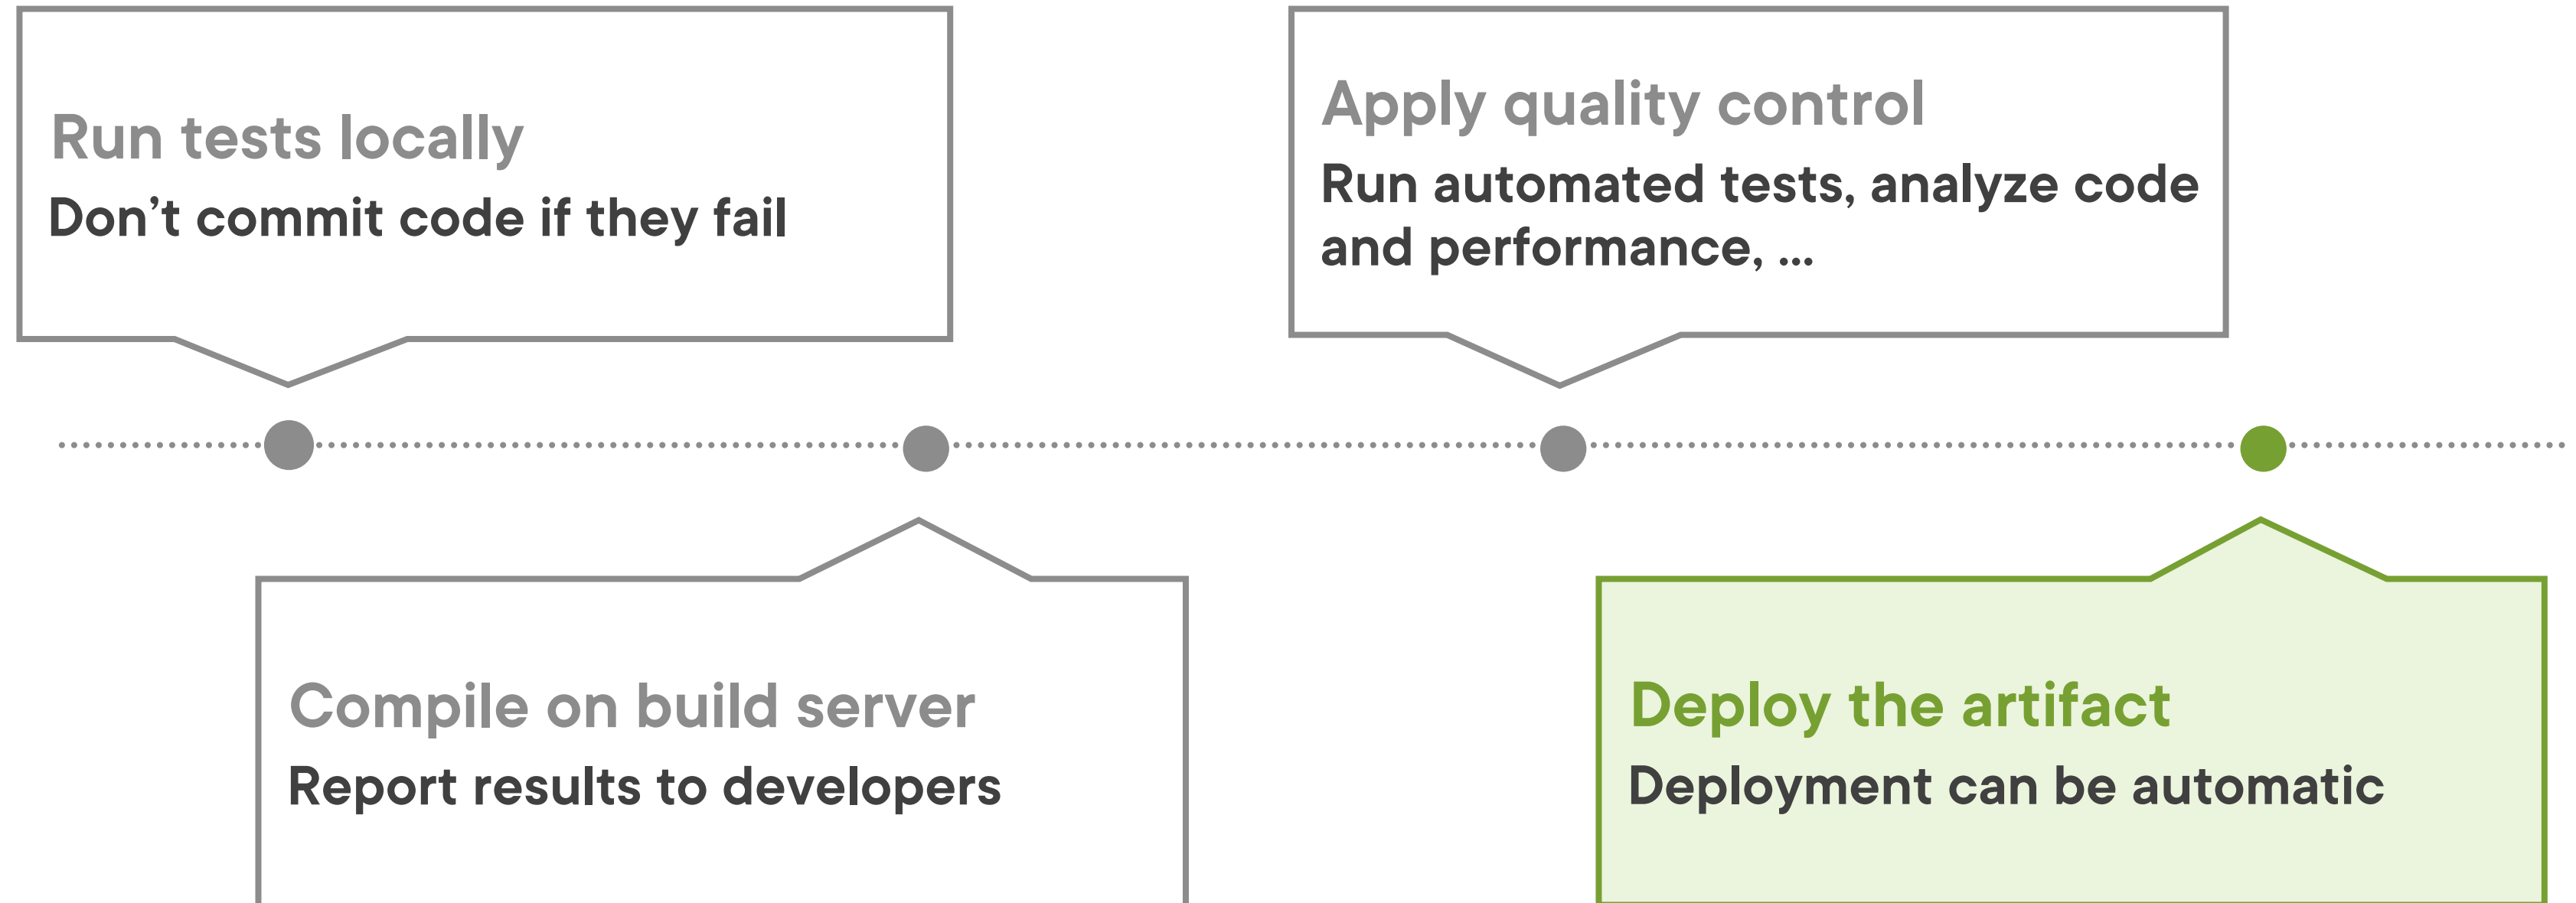 Run tests locally
Don’t commit code if they fail
Apply quality control
Run automated tests, analyze code
and performance, ...
Compile on build server
Report results to developers
Deploy the artifact
Deployment can be automatic